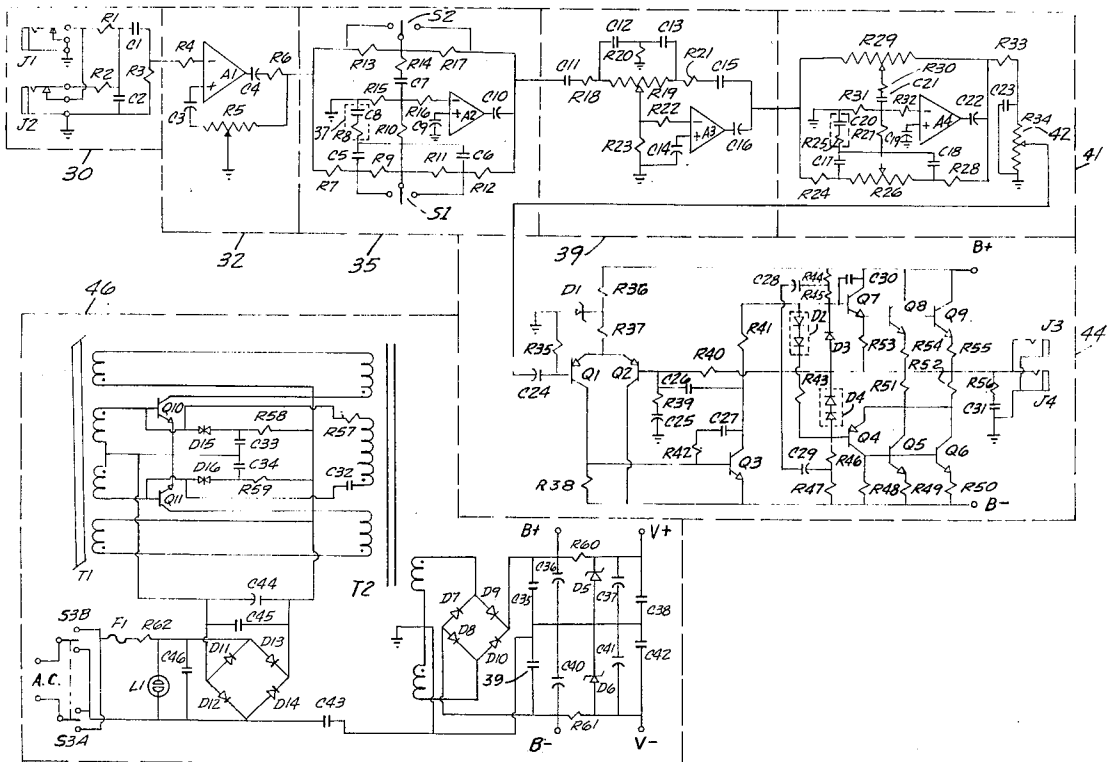 J1
R1
C1
J2
R2
C2
R3
30
R4
A1
C4
R6
C3
R5
32
S2
R13
R14
R17
C7
R15
R16
37
C8
R8
R10
C9
A2
C10
C5
R9
R11
C6
R7
R12
S1
35
C11
R18
C12
R20
C13
R19
R21
C15
R22
R23
C14
A3
C16
39
R29
R30
C21
R31
R32
C20
R25
R27
C19
A4
C22
C17
C18
R24
R26
R28
R33
C23
R34
42
41
B+
D1
R36
R37
R35
C24
Q1
Q2
R40
R41
C26
R39
C25
C27
R42
Q3
R38
C28
R44
R45
C30
D2
D3
R43
D4
C29
R46
R47
Q4
Q7
Q8
Q9
R53
R54
R55
R51
R52
Q5
Q6
R48
R49
R50
R56
C31
J3
J4
44
B-
46
Q10
D15
R58
C33
R57
D16
C34
R59
C32
Q11
T1
T2
C44
C45
S3B
F1
R62
A.C.
L1
C46
D11
D13
D12
D14
C43
S3A
B+
V+
D7
D9
D8
D10
C35
C36
R60
D5
C37
C38
39
C40
D6
C41
C42
R61
B-
V-